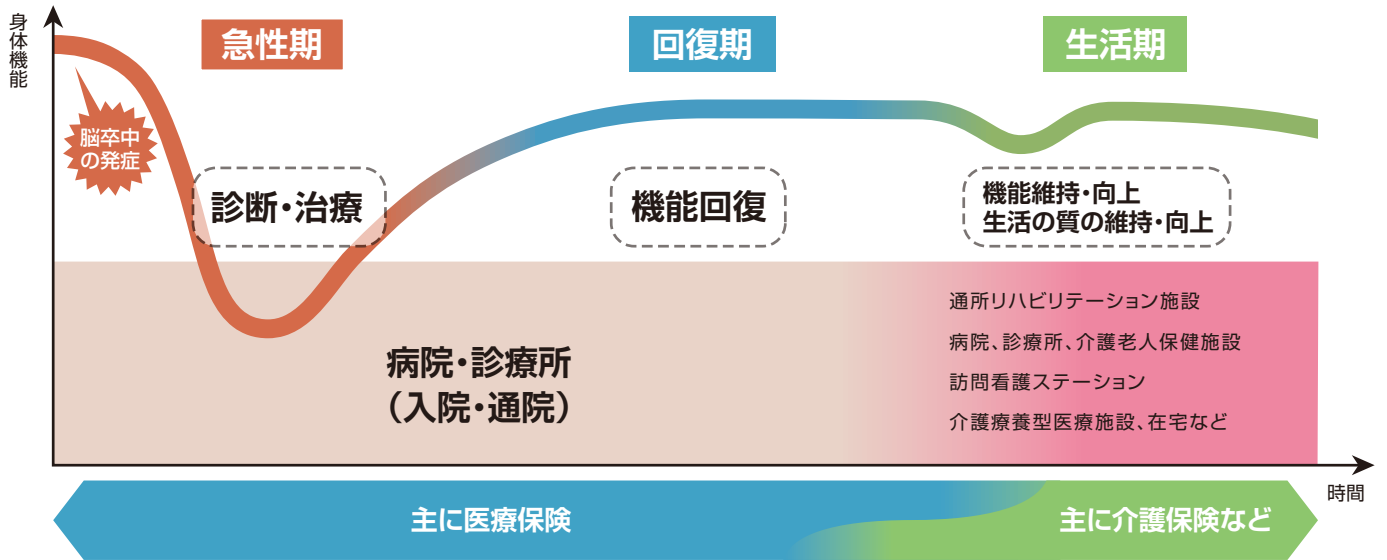 身体機能
急性期
回復期
生活期
脳卒中
の発症
診断・治療
機能回復
機能維持・向上
生活の質の維持・向上
病院・診療所
（入院・通院）
通所リハビリテーション施設
病院、診療所、介護老人保健施設
訪問看護ステーション
介護療養型医療施設、在宅など
時間
主に医療保険
主に介護保険など